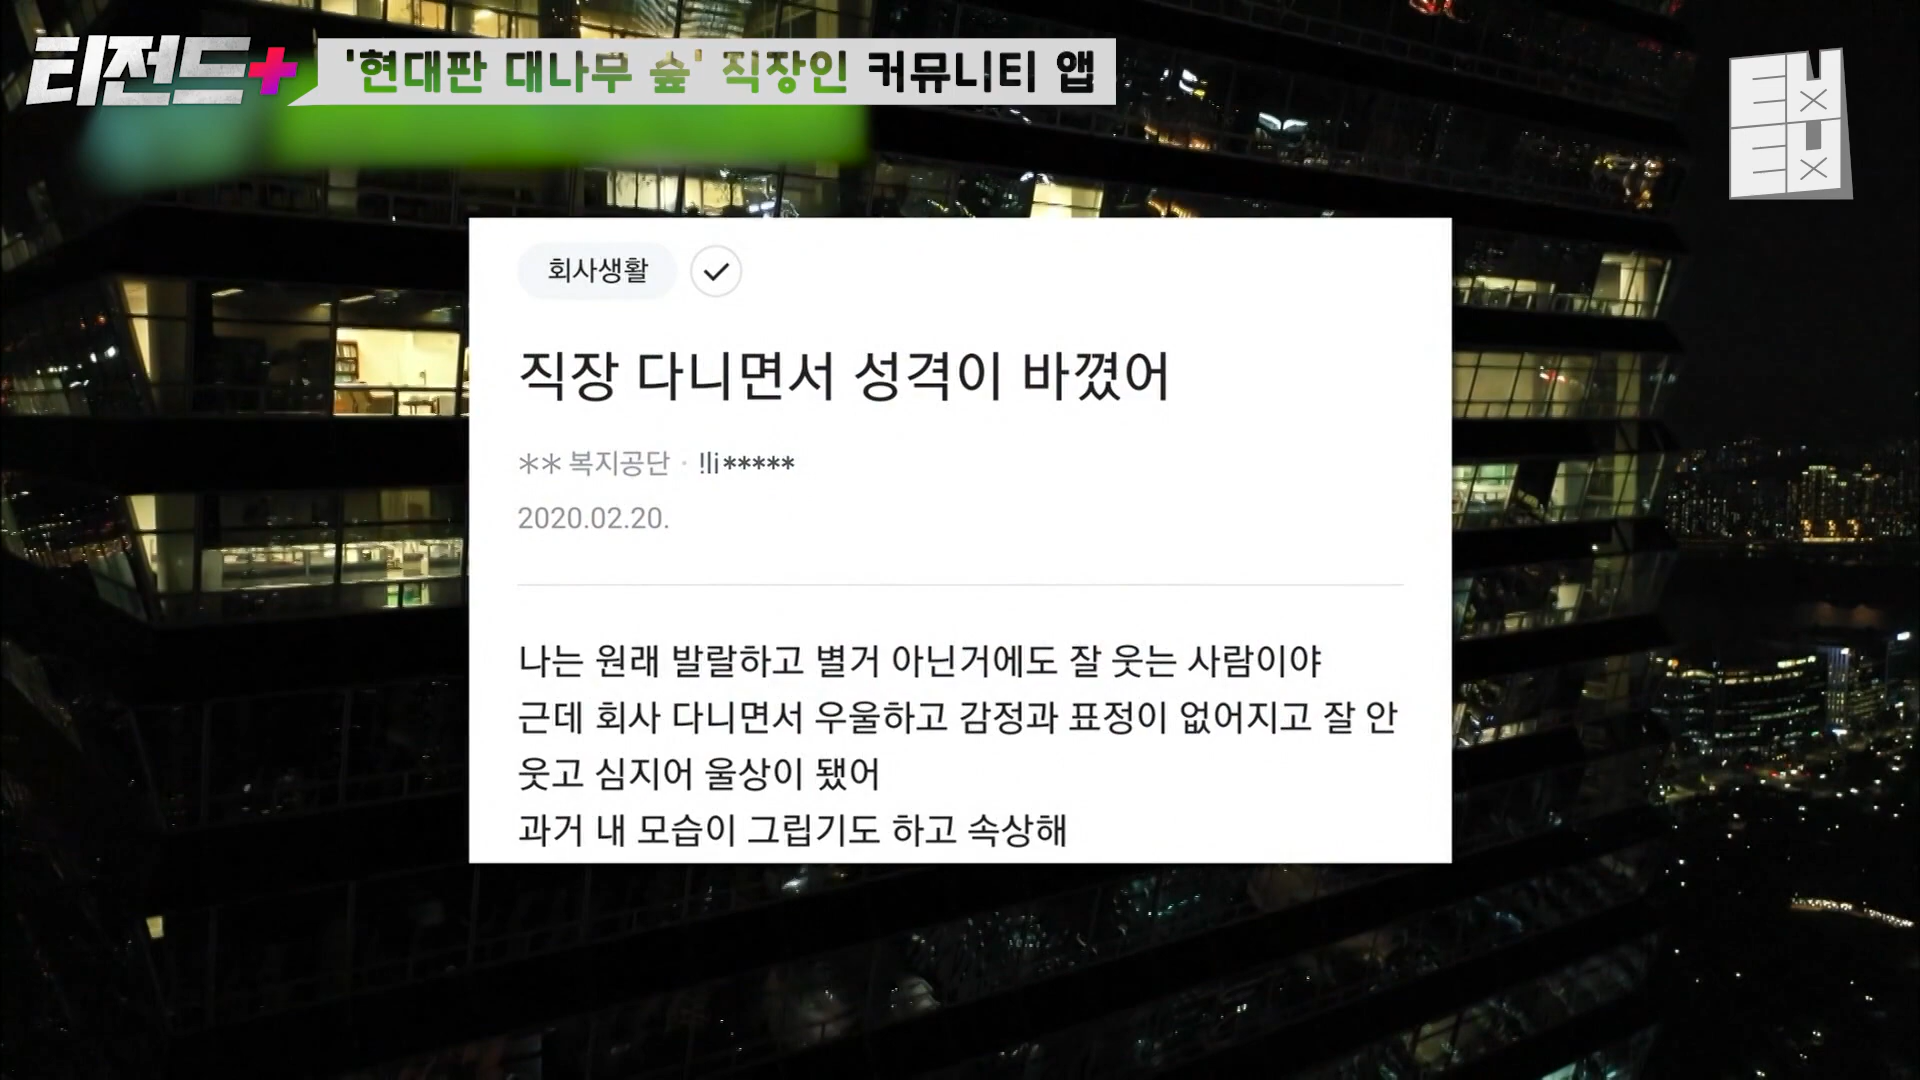 티전드+
'현대판 대나무 숲' 직장인 커뮤니티 앱
회사생활
직장 다니면서 성격이 바꼈어
** 복지공단 · !li*****
2020.02.20.
나는 원래 발랄하고 별거 아닌거에도 잘 웃는 사람이야
근데 회사 다니면서 우울하고 감정과 표정이 없어지고 잘 안
웃고 심지어 울상이 됐어
과거 내 모습이 그립기도 하고 속상해